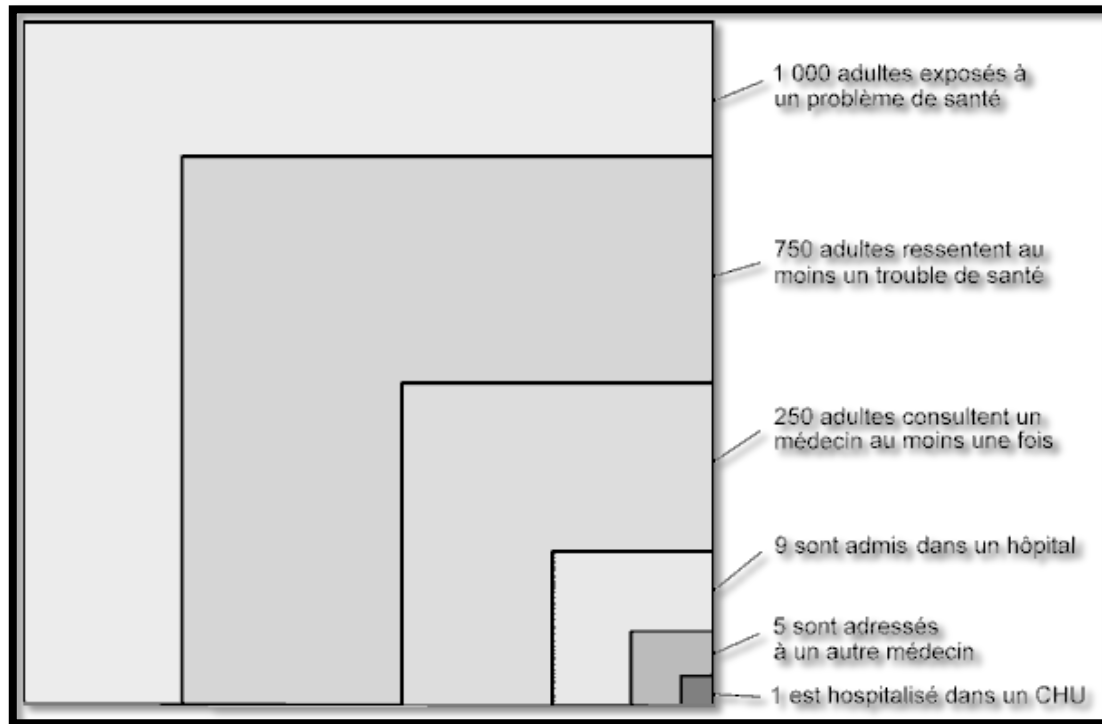 1 000 adultes exposés à
un problème de santé
750 adultes ressentent au
moins un trouble de santé
250 adultes consultent un
médecin au moins une fois
9 sont admis dans un hôpital
5 sont adressés
à un autre médecin
1 est hospitalisé dans un CHU